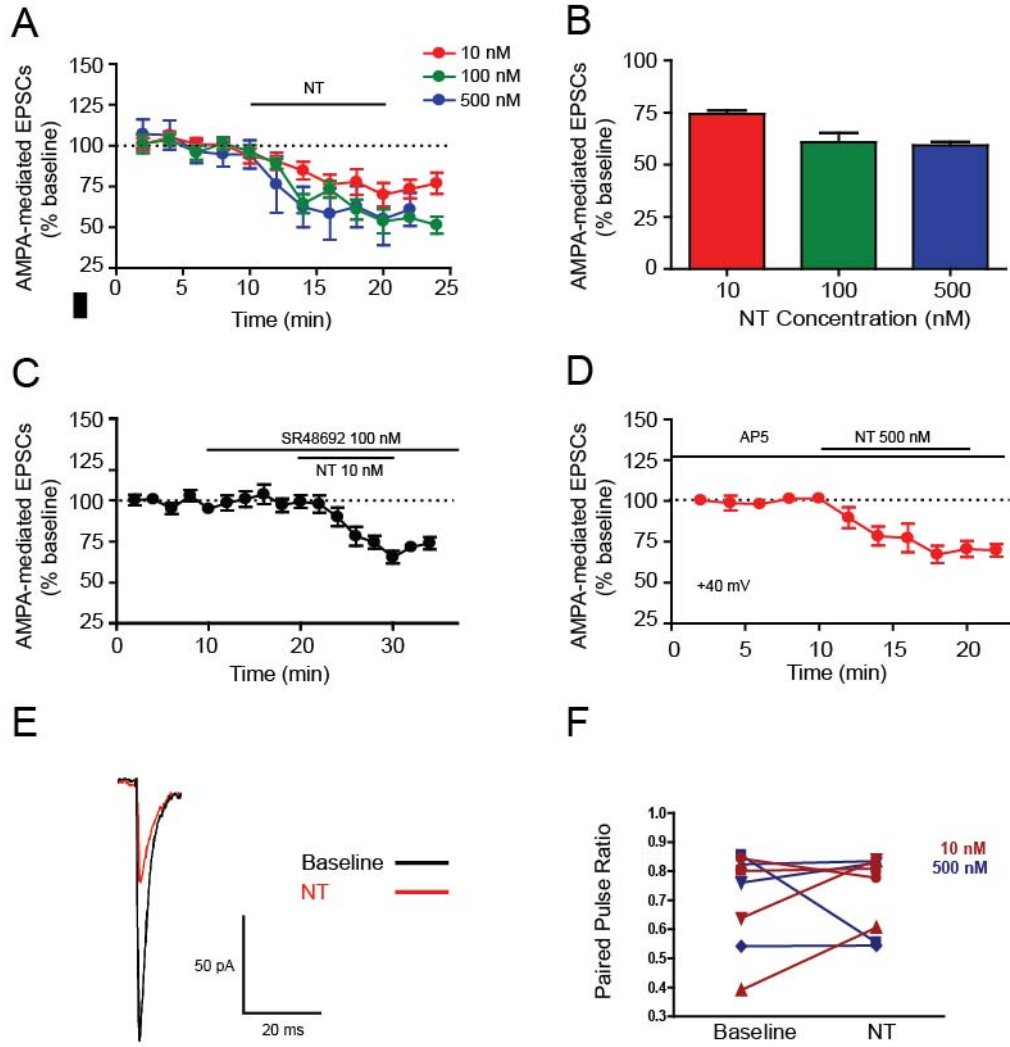 A
AMPA-mediated EPSCs
(% baseline)
150
125
100
75
50
25
0
5
10
15
20
25
Time (min)
NT
10 nM
100 nM
500 nM
B
AMPA-mediated EPSCs
(% baseline)
100
75
50
25
0
10
100
500
NT Concentration (nM)
C
AMPA-mediated EPSCs
(% baseline)
150
125
100
75
50
25
0
10
20
30
Time (min)
SR48692 100 nM
NT 10 nM
D
AMPA-mediated EPSCs
(% baseline)
150
125
100
75
50
25
0
5
10
15
20
Time (min)
AP5
NT 500 nM
+40 mV
E
Baseline
NT
50 pA
20 ms
F
Paired Pulse Ratio
1.0
0.9
0.8
0.7
0.6
0.5
0.4
0.3
Baseline
NT
10 nM
500 nM